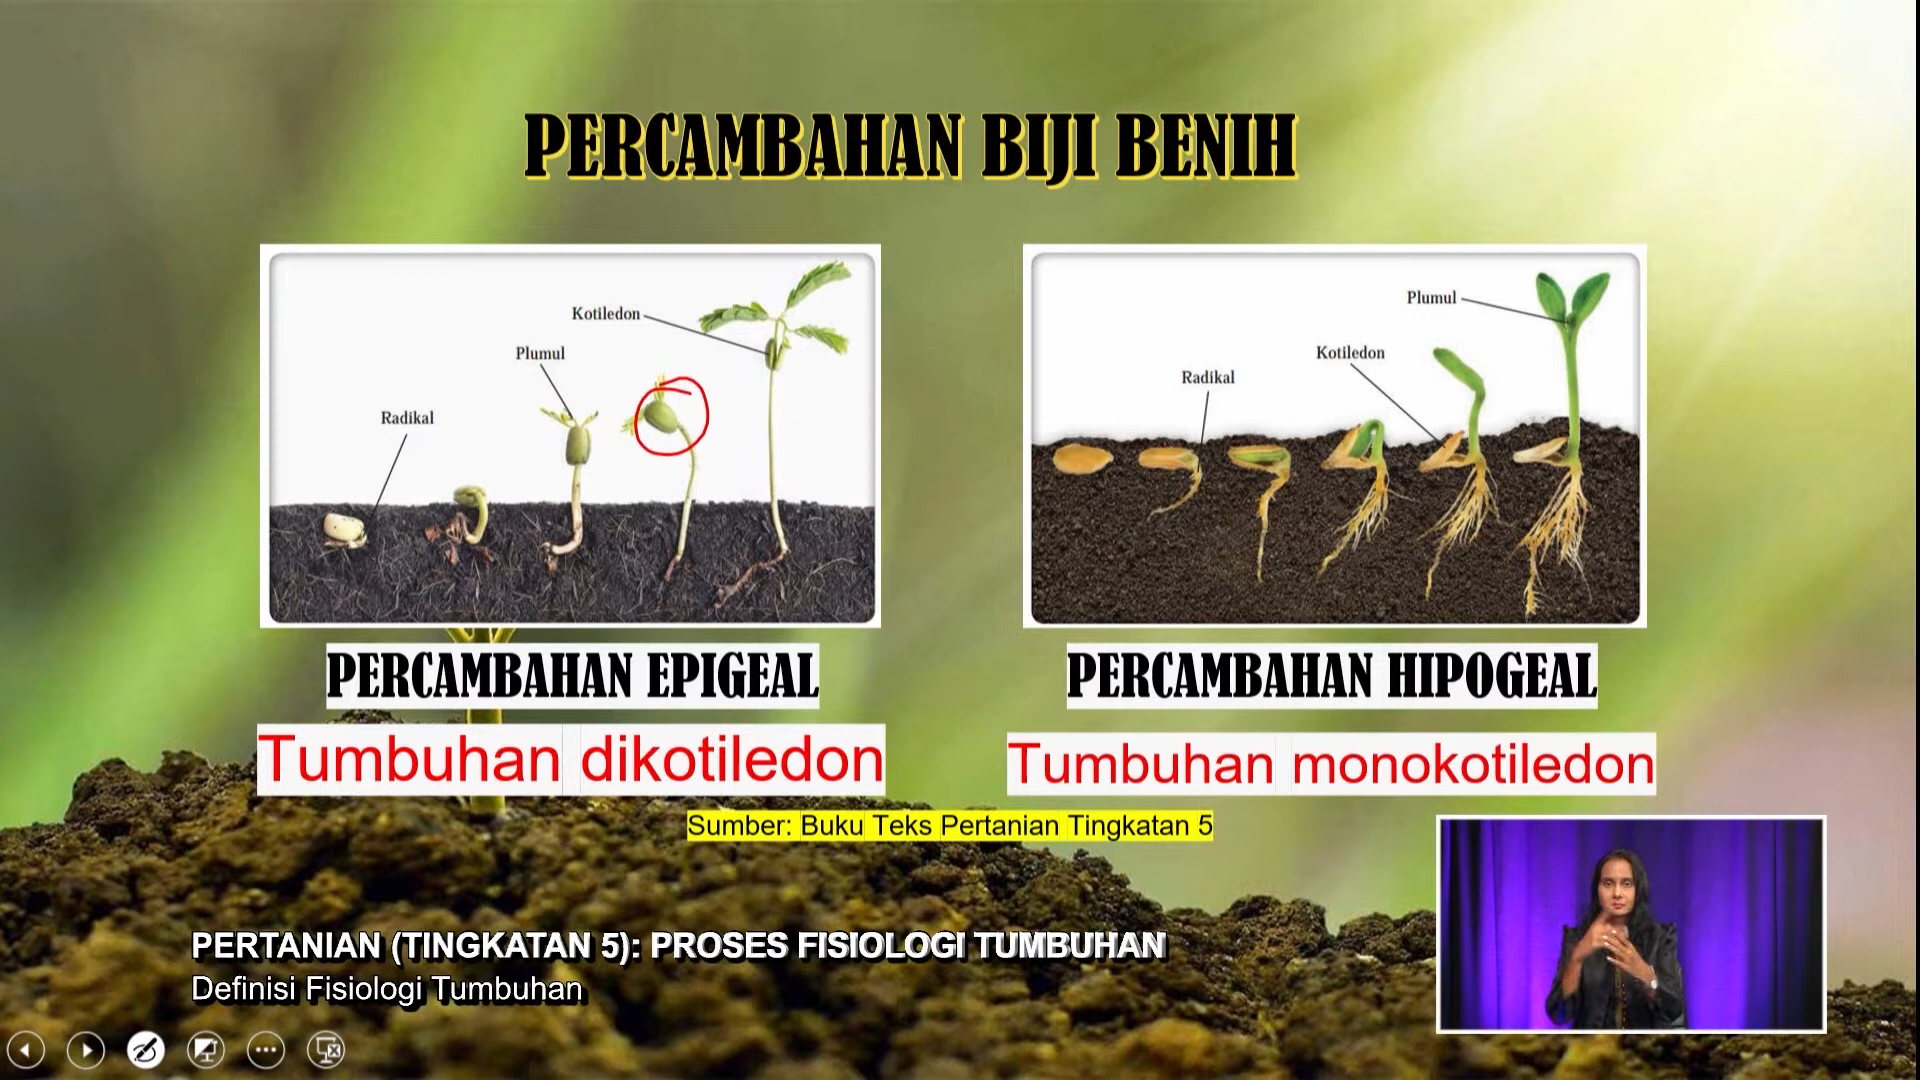 PERCAMBAHAN BIJI BENIH
Kotiledon
Plumul
Radikal
Plumul
Kotiledon
Radikal
PERCAMBAHAN EPIGEAL
PERCAMBAHAN HIPOGEAL
Tumbuhan dikotiledon
Tumbuhan monokotiledon
Sumber: Buku Teks Pertanian Tingkatan 5
PERTANIAN (TINGKATAN 5): PROSES FISIOLOGI TUMBUHAN
Definisi Fisiologi Tumbuhan